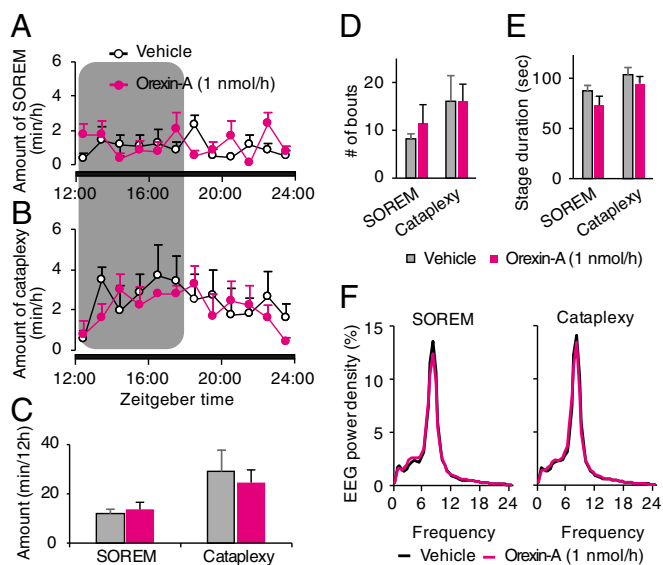 A
Vehicle
Orexin-A (1 nmol/h)
Amount of SOREM
(min/h)
6
4
2
0
12:00 16:00 20:00 24:00
B
Amount of cataplexy
(min/h)
6
4
2
0
12:00 16:00 20:00 24:00
Zeitgeber time
C
Amount (min/12h)
60
40
20
0
SOREM Cataplexy
D
# of bouts
20
10
0
SOREM
Cataplexy
E
Stage duration (sec)
100
50
0
SOREM
Cataplexy
Vehicle Orexin-A (1 nmol/h)
F
SOREM Cataplexy
EEG power density (%)
15
10
5
0
0 6 12 18 24 0 6 12 18 24
Frequency Frequency
Vehicle Orexin-A (1 nmol/h)